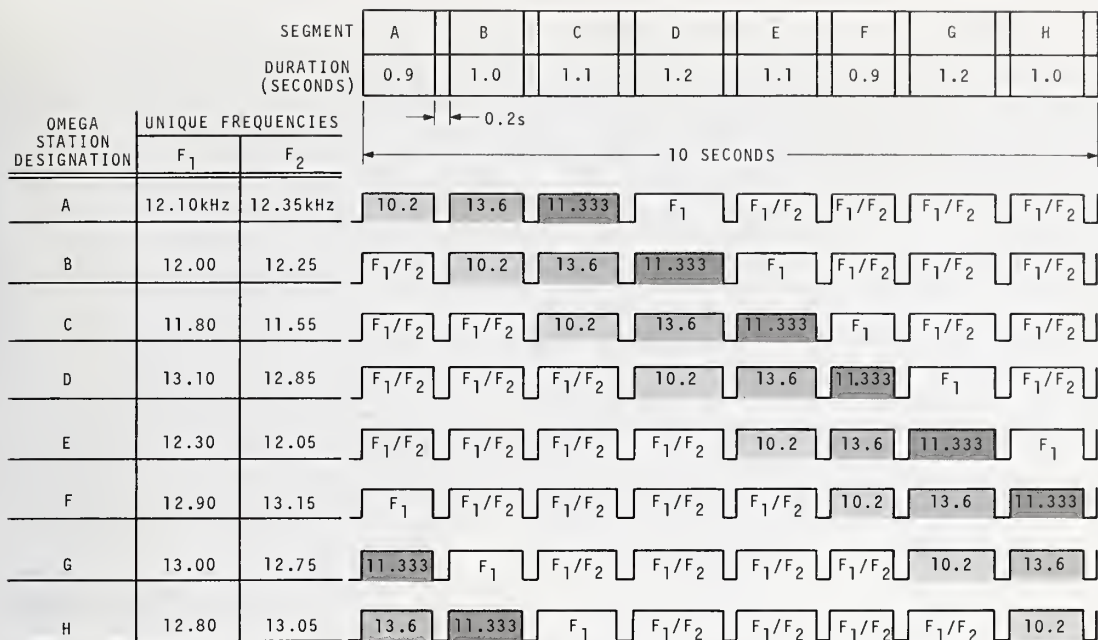 SEGMENT A B C D E F G H
DURATION (SECONDS) 0.9 1.0 1.1 1.2 1.1 0.9 1.2 1.0
0.2s
10 SECONDS
OMEGA STATION DESIGNATION UNIQUE FREQUENCIES
F₁ F₂
A 12.10kHz 12.35kHz 10.2 13.6 11.333 F₁ F₁/F₂ F₁/F₂ F₁/F₂ F₁/F₂
B 12.00 12.25 F₁/F₂ 10.2 13.6 11.333 F₁ F₁/F₂ F₁/F₂ F₁/F₂
C 11.80 11.55 F₁/F₂ F₁/F₂ 10.2 13.6 11.333 F₁ F₁/F₂ F₁/F₂
D 13.10 12.85 F₁/F₂ F₁/F₂ F₁/F₂ 10.2 13.6 11.333 F₁ F₁/F₂
E 12.30 12.05 F₁/F₂ F₁/F₂ F₁/F₂ F₁/F₂ 10.2 13.6 11.333 F₁
F 12.90 13.15 F₁ F₁/F₂ F₁/F₂ F₁/F₂ F₁/F₂ 10.2 13.6 11.333
G 13.00 12.75 11.333 F₁ F₁/F₂ F₁/F₂ F₁/F₂ F₁/F₂ 10.2 13.6
H 12.80 13.05 13.6 11.333 F₁ F₁/F₂ F₁/F₂ F₁/F₂ F₁/F₂ 10.2